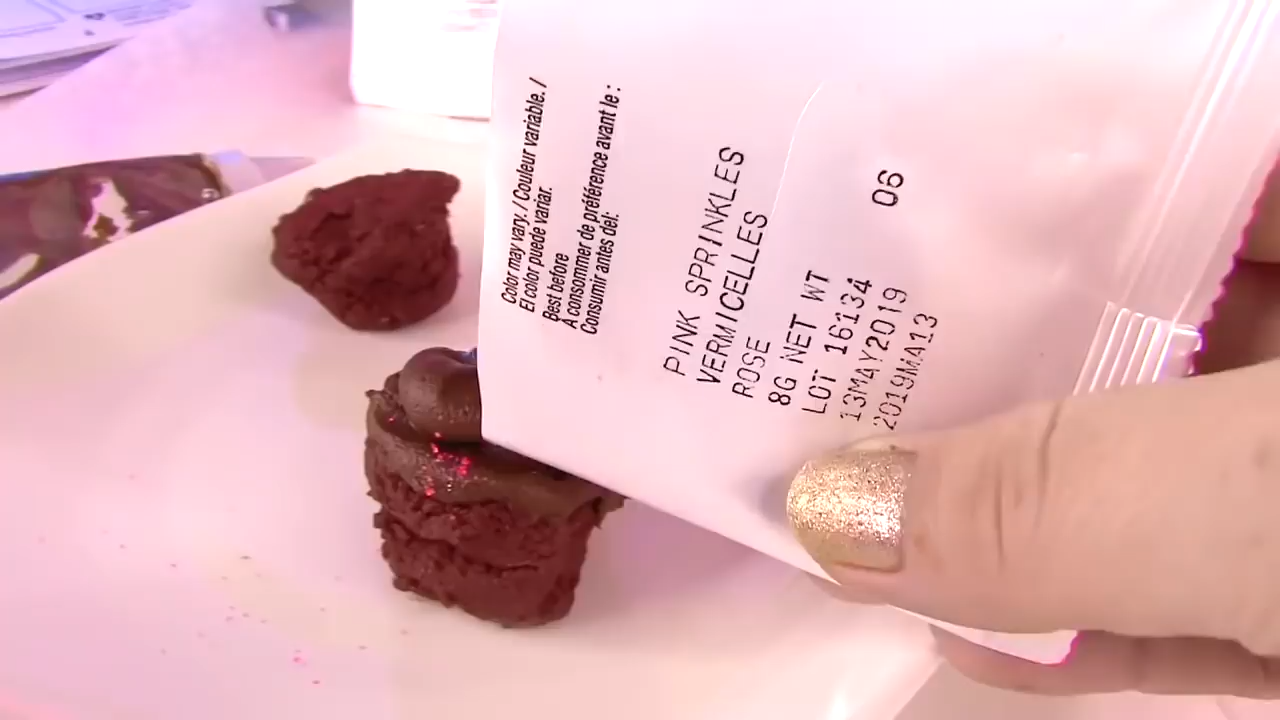 Color may vary. / Couleur variable. /
El color puede variar.
Best before
À consommer de préférence avant le :
Consumir antes del:
PINK SPRINKLES
VERMICELLES
ROSE
8G NET WT
LOT 16134
13MAY2019
2019MA13
06